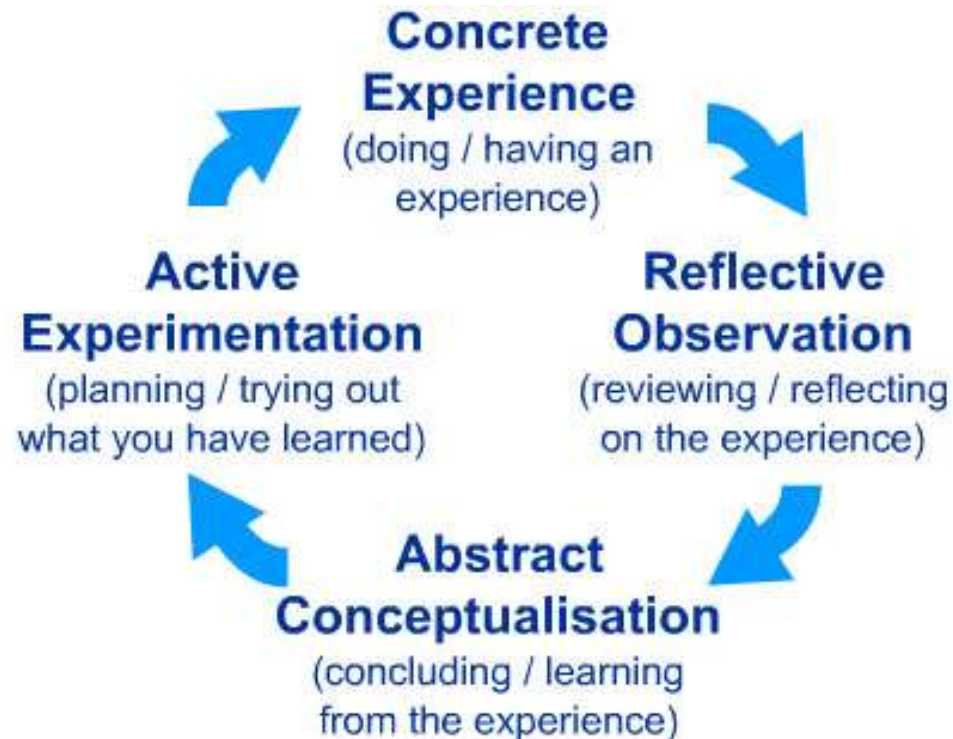 Concrete
Experience
(doing / having an
experience)
Reflective
Observation
(reviewing / reflecting
on the experience)
Abstract
Conceptualisation
(concluding / learning
from the experience)
Active
Experimentation
(planning / trying out
what you have learned)